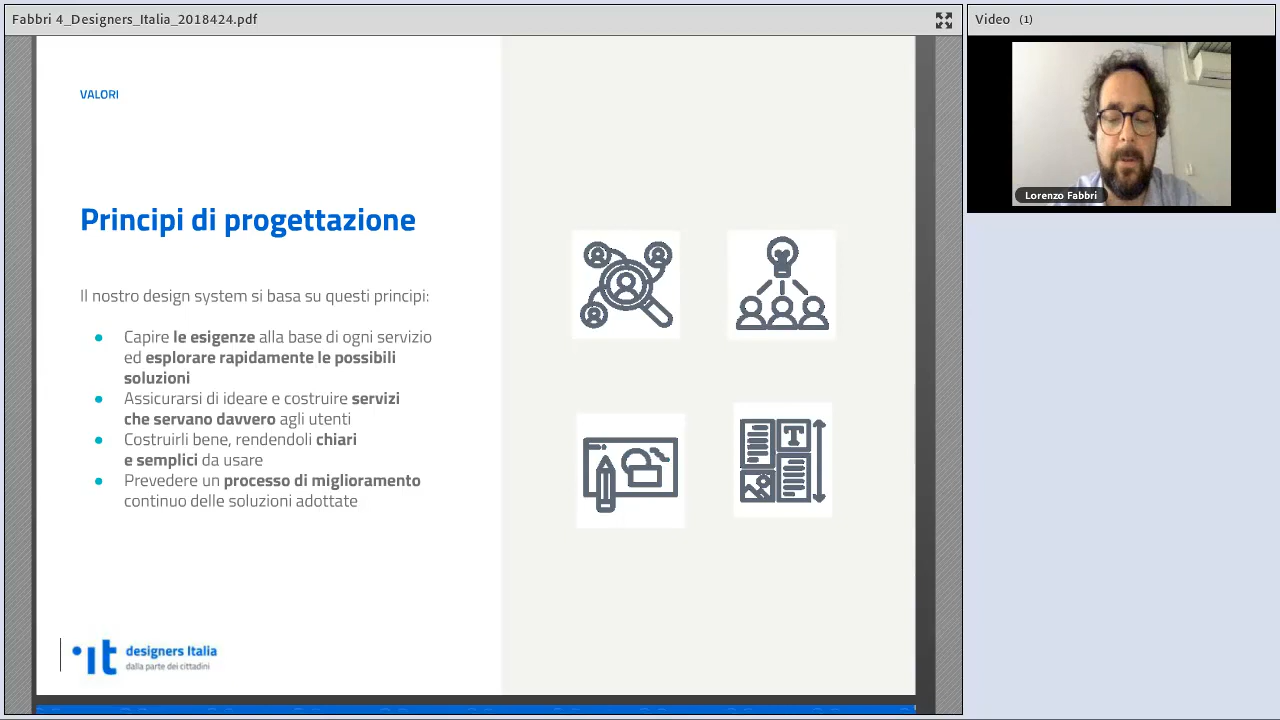 Fabbri 4_Designers_Italia_2018424.pdf
Video (1)
Lorenzo Fabbri
VALORI
Principi di progettazione
Il nostro design system si basa su questi principi:
● Capire le esigenze alla base di ogni servizio
ed esplorare rapidamente le possibili
soluzioni
● Assicurarsi di ideare e costruire servizi
che servano davvero agli utenti
● Costruirli bene, rendendoli chiari
e semplici da usare
● Prevedere un processo di miglioramento
continuo delle soluzioni adottate
T
it designers Italia
dalla parte dei cittadini